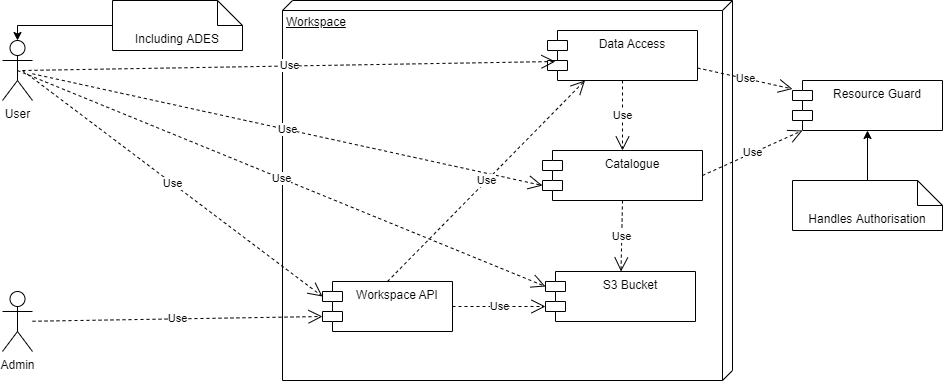 Workspace
Including ADES
Data Access
Use
Use
User
Resource Guard
Use
Use
Use
Catalogue
Use
Use
Use
Use
Handles Authorisation
Use
S3 Bucket
Workspace API
Use
Use
Admin